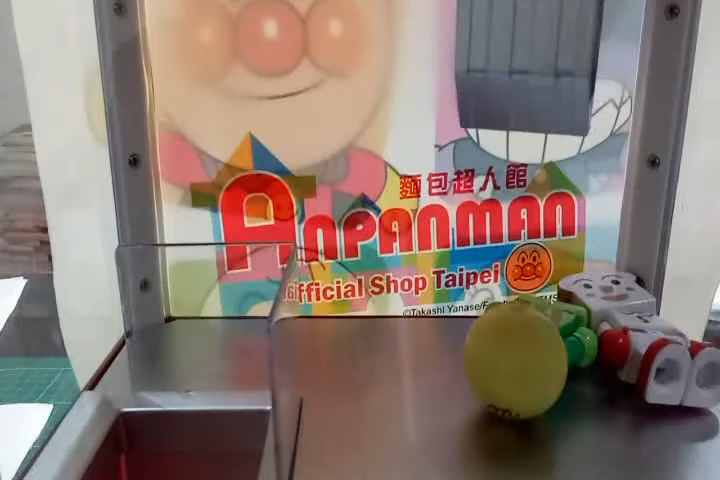 麵包超人館
ANPANMAN
Official Shop Taipei
©Takashi Yanase/